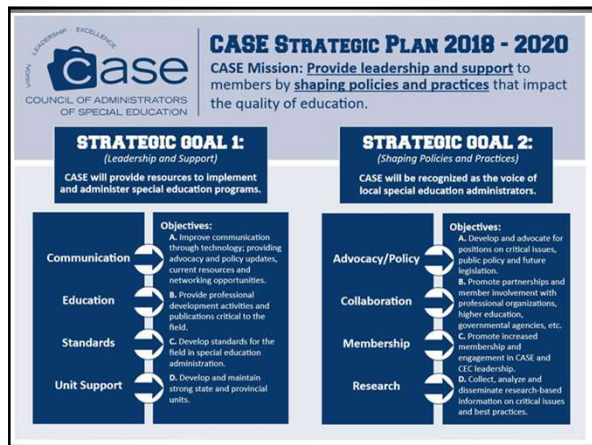 VISION LEADERSHIP EXCELLENCE
case
COUNCIL OF ADMINISTRATORS
OF SPECIAL EDUCATION
CASE STRATEGIC PLAN 2018 - 2020
CASE Mission: Provide leadership and support to
members by shaping policies and practices that impact
the quality of education.
STRATEGIC GOAL 1:
(Leadership and Support)
CASE will provide resources to implement
and administer special education programs.
Communication
Education
Standards
Unit Support
Objectives:
A. Improve communication
through technology; providing
advocacy and policy updates,
current resources and
networking opportunities.
B. Provide professional
development activities and
publications critical to the
field.
C. Develop standards for the
field in special education
administration.
D. Develop and maintain
strong state and provincial
units.
STRATEGIC GOAL 2:
(Shaping Policies and Practices)
CASE will be recognized as the voice of
local special education administrators.
Advocacy/Policy
Collaboration
Membership
Research
Objectives:
A. Develop and advocate for
positions on critical issues,
public policy and future
legislation.
B. Promote partnerships and
member involvement with
professional organizations,
higher education,
governmental agencies, etc.
C. Promote increased
membership and
engagement in CASE and
CEC leadership.
D. Collect, analyze and
disseminate research-based
information on critical issues
and best practices.